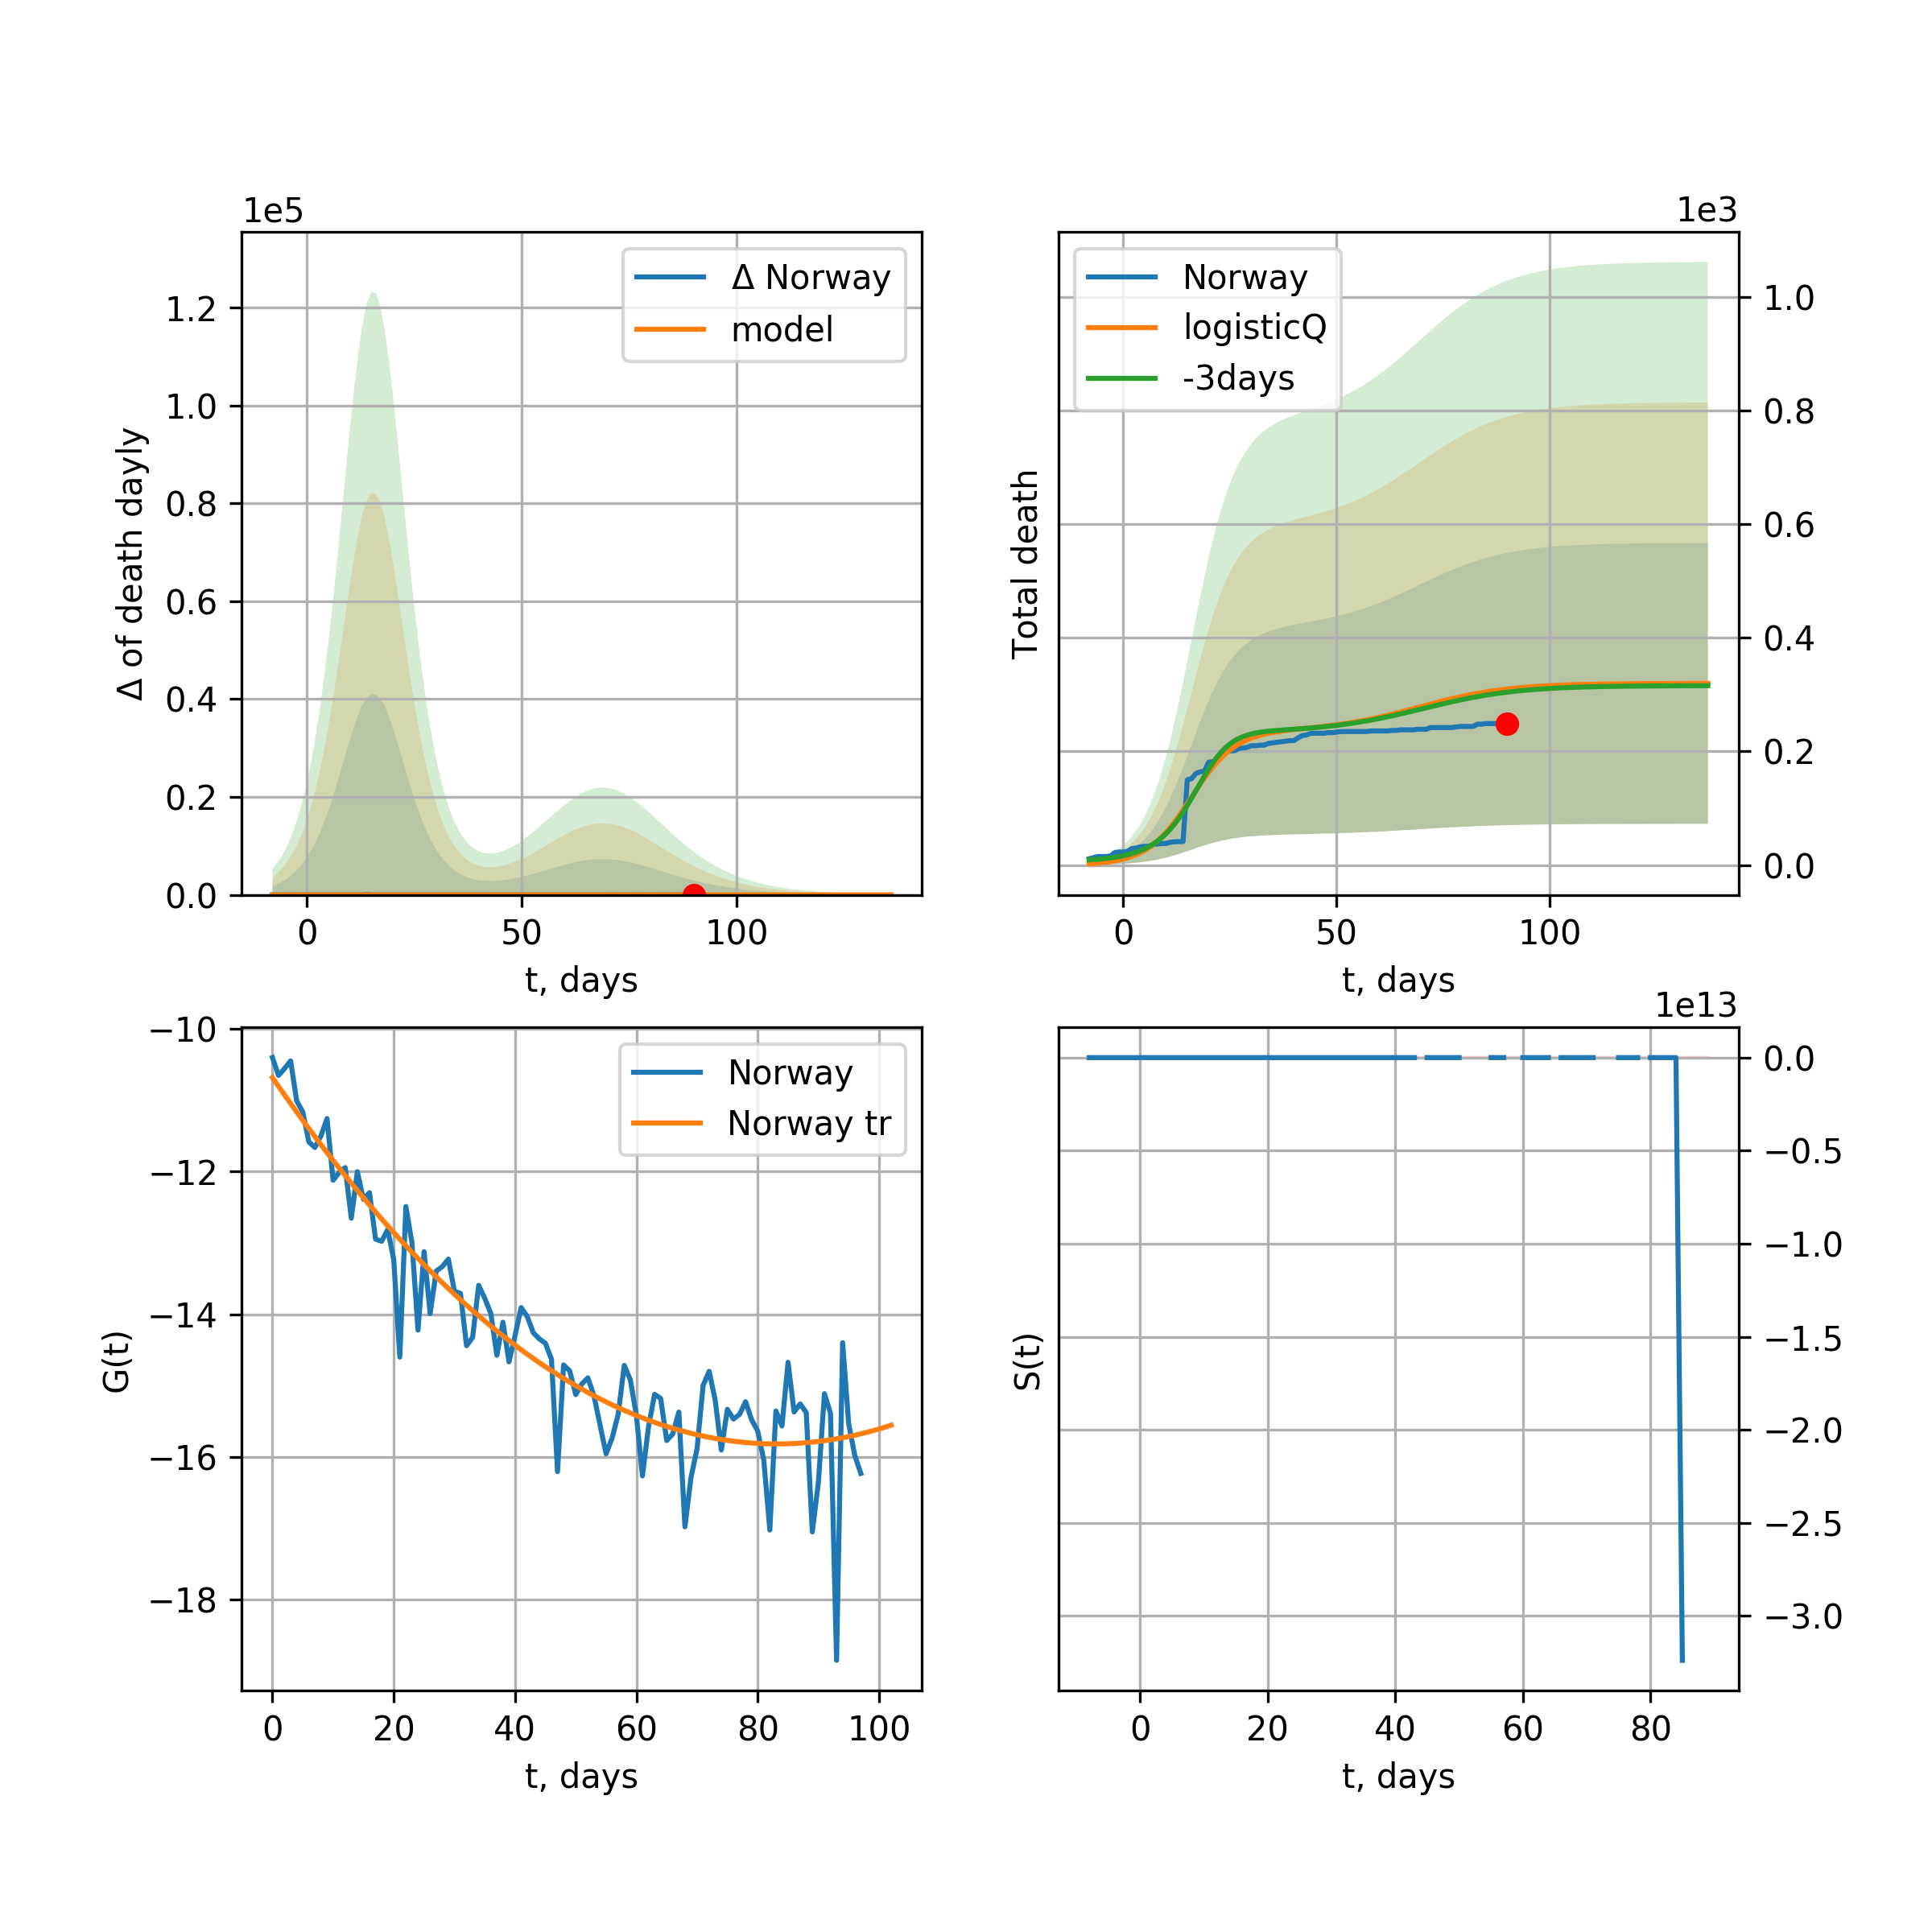 1e5
Δ Norway
model
1.2
1.0
0.8
0.6
0.4
0.2
0.0
Δ of death dayly
0
50
100
t, days
1e3
Norway
logisticQ
-3days
1.0
0.8
0.6
0.4
0.2
0.0
Total death
0
50
100
t, days
Norway
Norway tr
−10
−12
−14
−16
−18
G(t)
0
20
40
60
80
100
t, days
1e13
0.0
−0.5
−1.0
−1.5
−2.0
−2.5
−3.0
S(t)
0
20
40
60
80
t, days